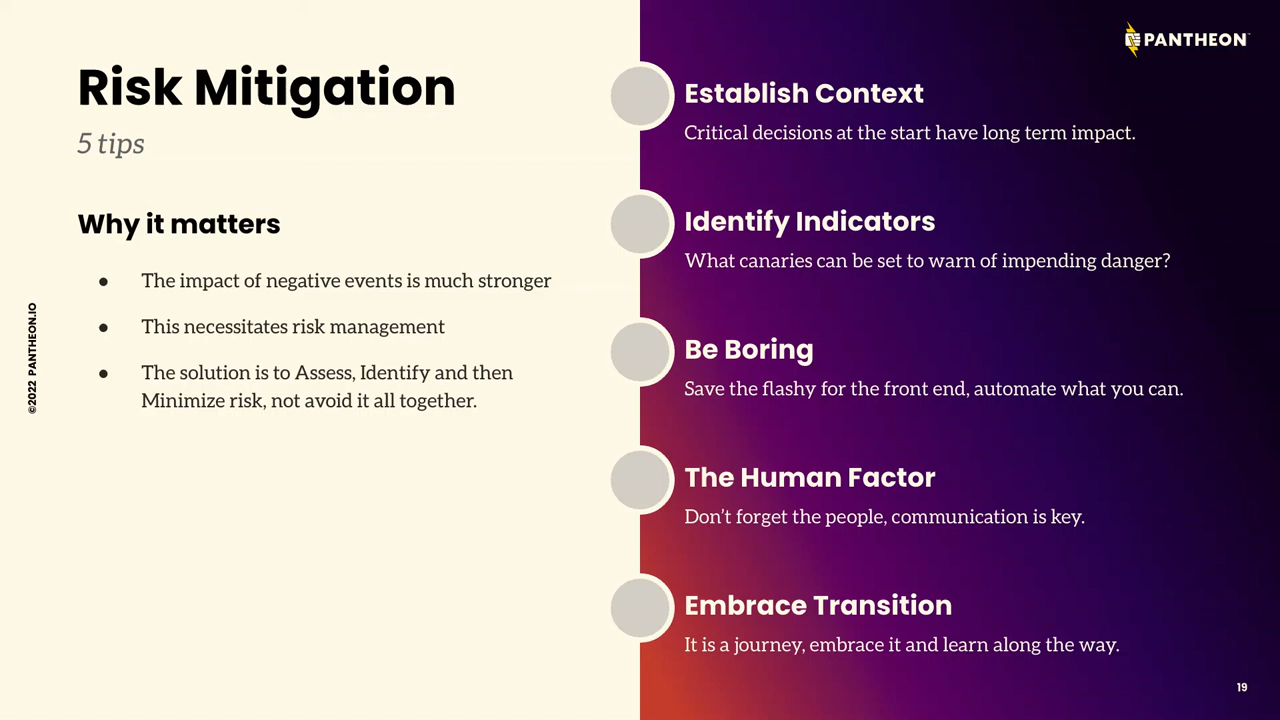 PANTHEON
Risk Mitigation
5 tips
Why it matters
● The impact of negative events is much stronger
● This necessitates risk management
● The solution is to Assess, Identify and then
Minimize risk, not avoid it all together.
©2022 PANTHEON.IO
Establish Context
Critical decisions at the start have long term impact.
Identify Indicators
What canaries can be set to warn of impending danger?
Be Boring
Save the flashy for the front end, automate what you can.
The Human Factor
Don't forget the people, communication is key.
Embrace Transition
It is a journey, embrace it and learn along the way.
19